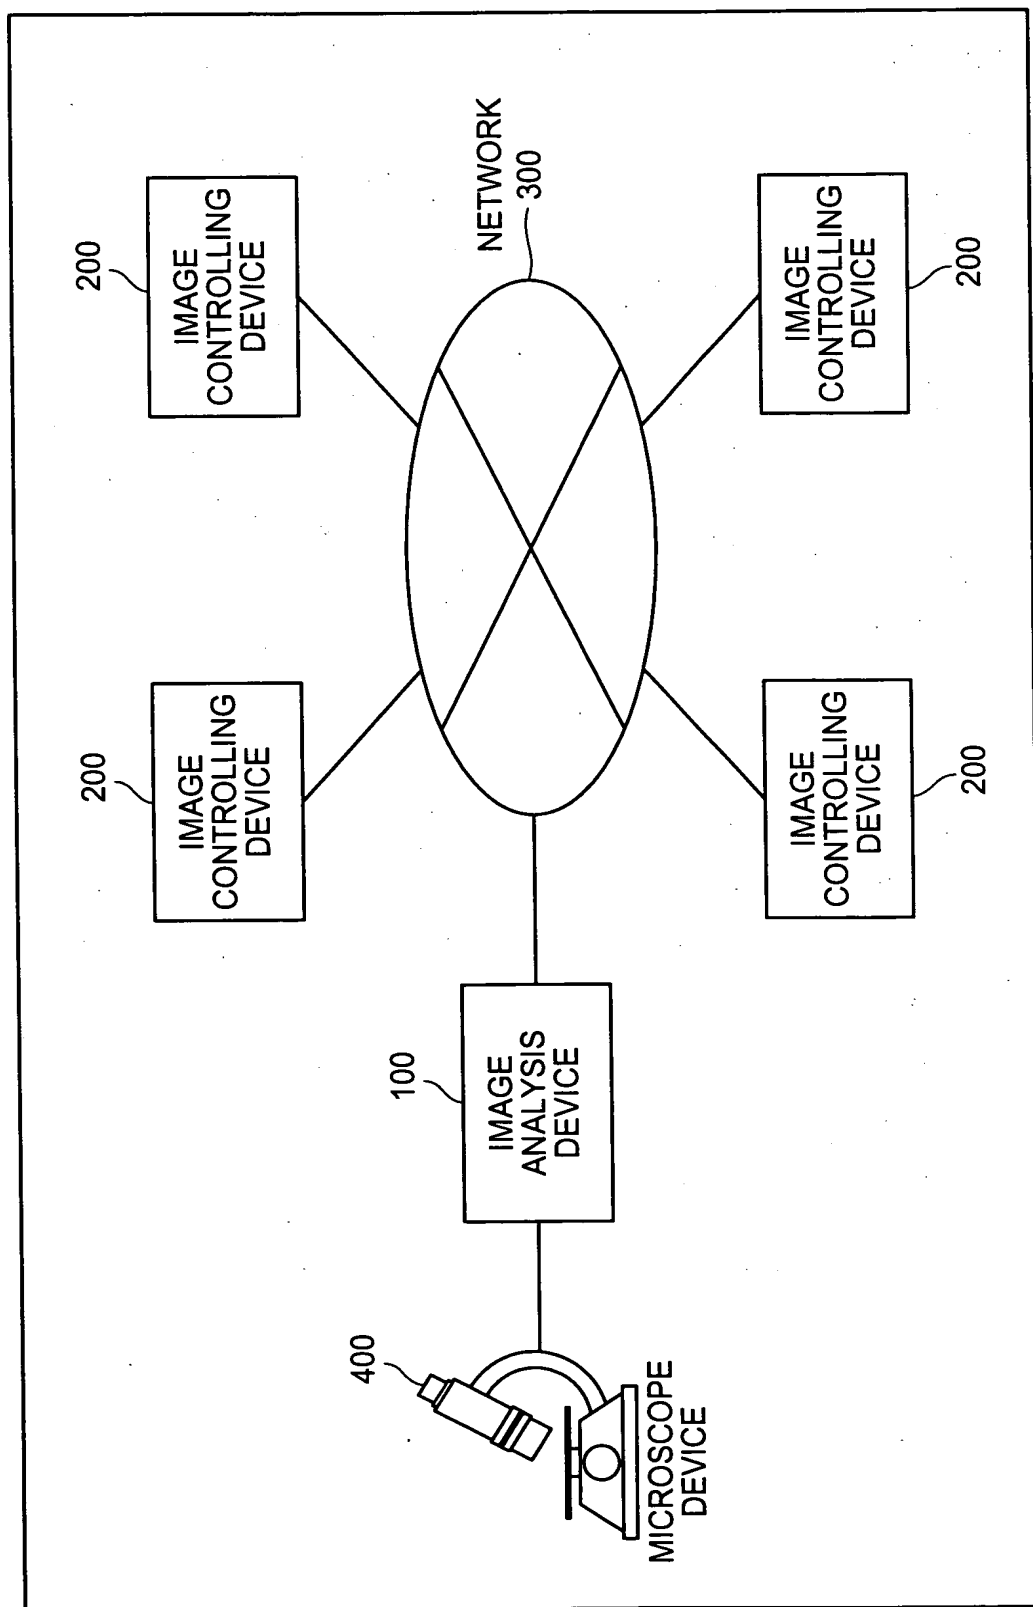 200
IMAGE
CONTROLLING
DEVICE
200
IMAGE
CONTROLLING
DEVICE
NETWORK
300
400
MICROSCOPE
DEVICE
100
IMAGE
ANALYSIS
DEVICE
IMAGE
CONTROLLING
DEVICE
200
IMAGE
CONTROLLING
DEVICE
200